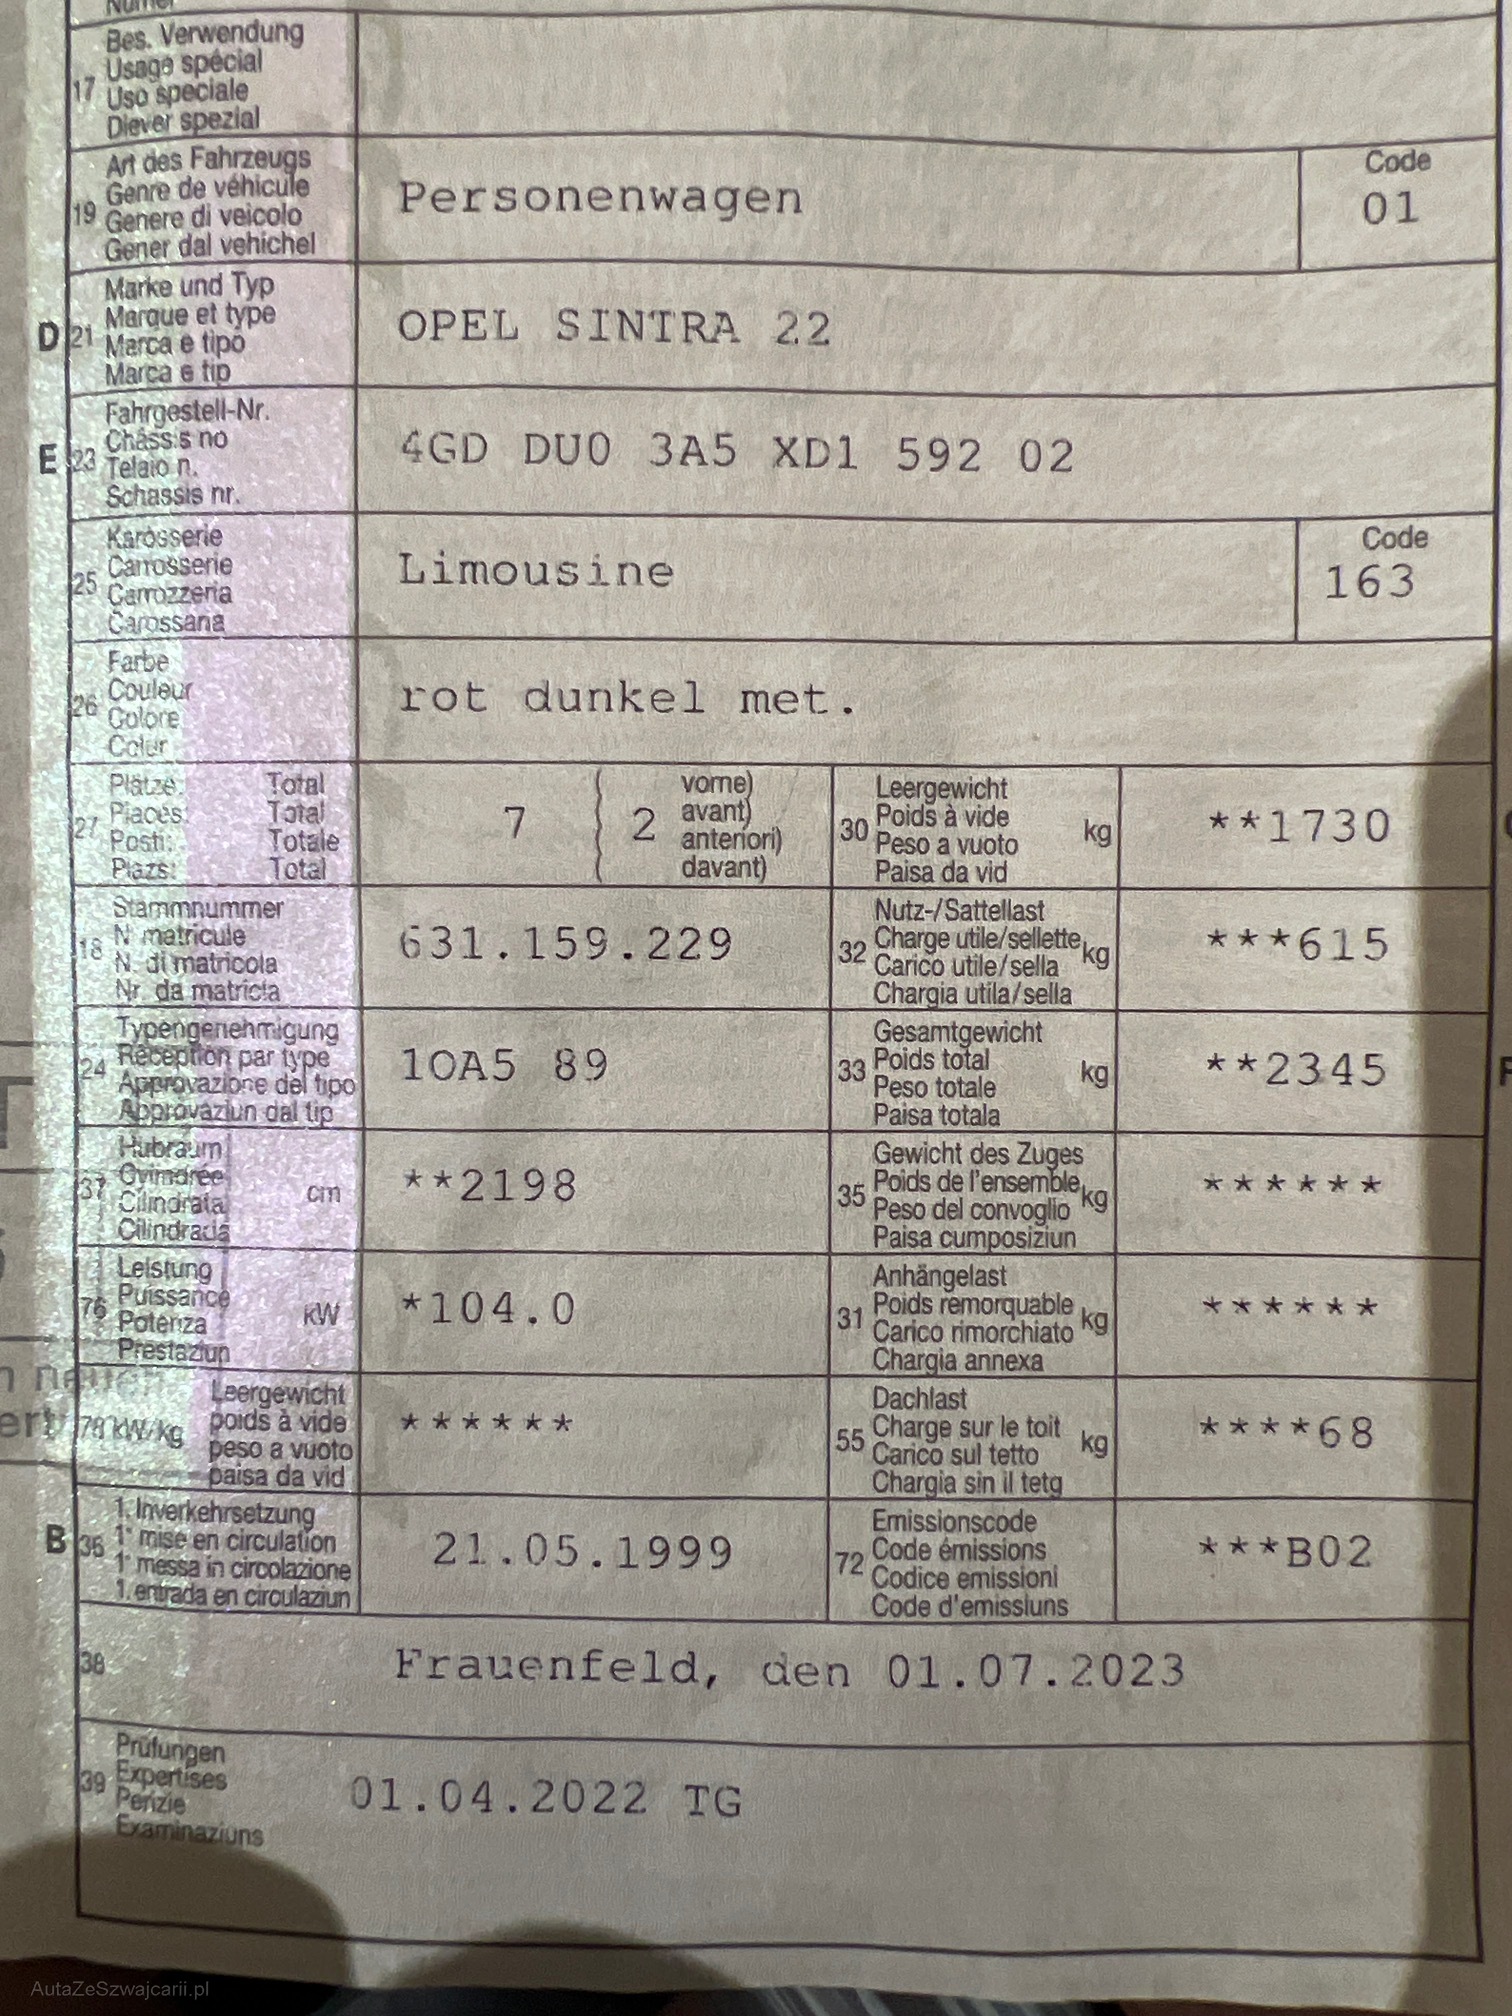 Bes. Verwendung
Usage spécial
17 Uso speciale
Diever spezial
Art des Fahrzeugs
Genre de véhicule
19 Genere di veicolo
Gener dal vehichel
Personenwagen
Code
01
Marke und Typ
Marque et type
D 21 Marca e tipo
Marca e tip
OPEL SINTRA 22
Fahrgestell-Nr.
Châssis no
E 23 Telaio n.
Schassis nr.
4GD DU0 3A5 XD1 592 02
Karosserie
Carrosserie
25 Carrozzeria
Carossaria
Limousine
Code
163
Farbe
Couleur
26 Colore
Colur
rot dunkel met.
Plätze: Total
Places: Total
27 Posti: Totale
Plazs: Total
7 { 2
vorne)
avant)
anteriori)
davant)
Leergewicht
Poids à vide
30 Peso a vuoto kg
Paisa da vid
**1730
Stammnummer
N matricule
18 N. di matricola
Nr. da matricla
631.159.229
Nutz-/Sattellast
Charge utile/sellette
32 Carico utile/sella kg
Chargia utila/sella
***615
Typengenehmigung
Réception par type
24 Approvazione del tipo
Approvaziun dal tip
1OA5 89
Gesamtgewicht
33 Poids total kg
Peso totale
Paisa totala
**2345
Hubraum
37 Cilindrata cm
Cilindrada
**2198
Gewicht des Zuges
35 Poids de l'ensemble kg
Peso del convoglio
Paisa cumposiziun
******
Leistung
Puissance
76 Potenza kW
Prestaziun
*104.0
Anhängelast
31 Poids remorquable kg
Carico rimorchiato
Chargia annexa
******
Leergewicht
78 kW/kg poids à vide
peso a vuoto
paisa da vid
******
Dachlast
55 Charge sur le toit kg
Carico sul tetto
Chargia sin il tetg
****68
1. Inverkehrsetzung
B 36 1° mise en circulation
1° messa in circolazione
1. entrada en circulaziun
21.05.1999
Emissionscode
72 Code émissions
Codice emissioni
Code d'emissiuns
***B02
38 Frauenfeld, den 01.07.2023
Prüfungen
39 Expertises
Perizie
Examinaziuns
01.04.2022 TG
AutaZeSzwajcarii.pl